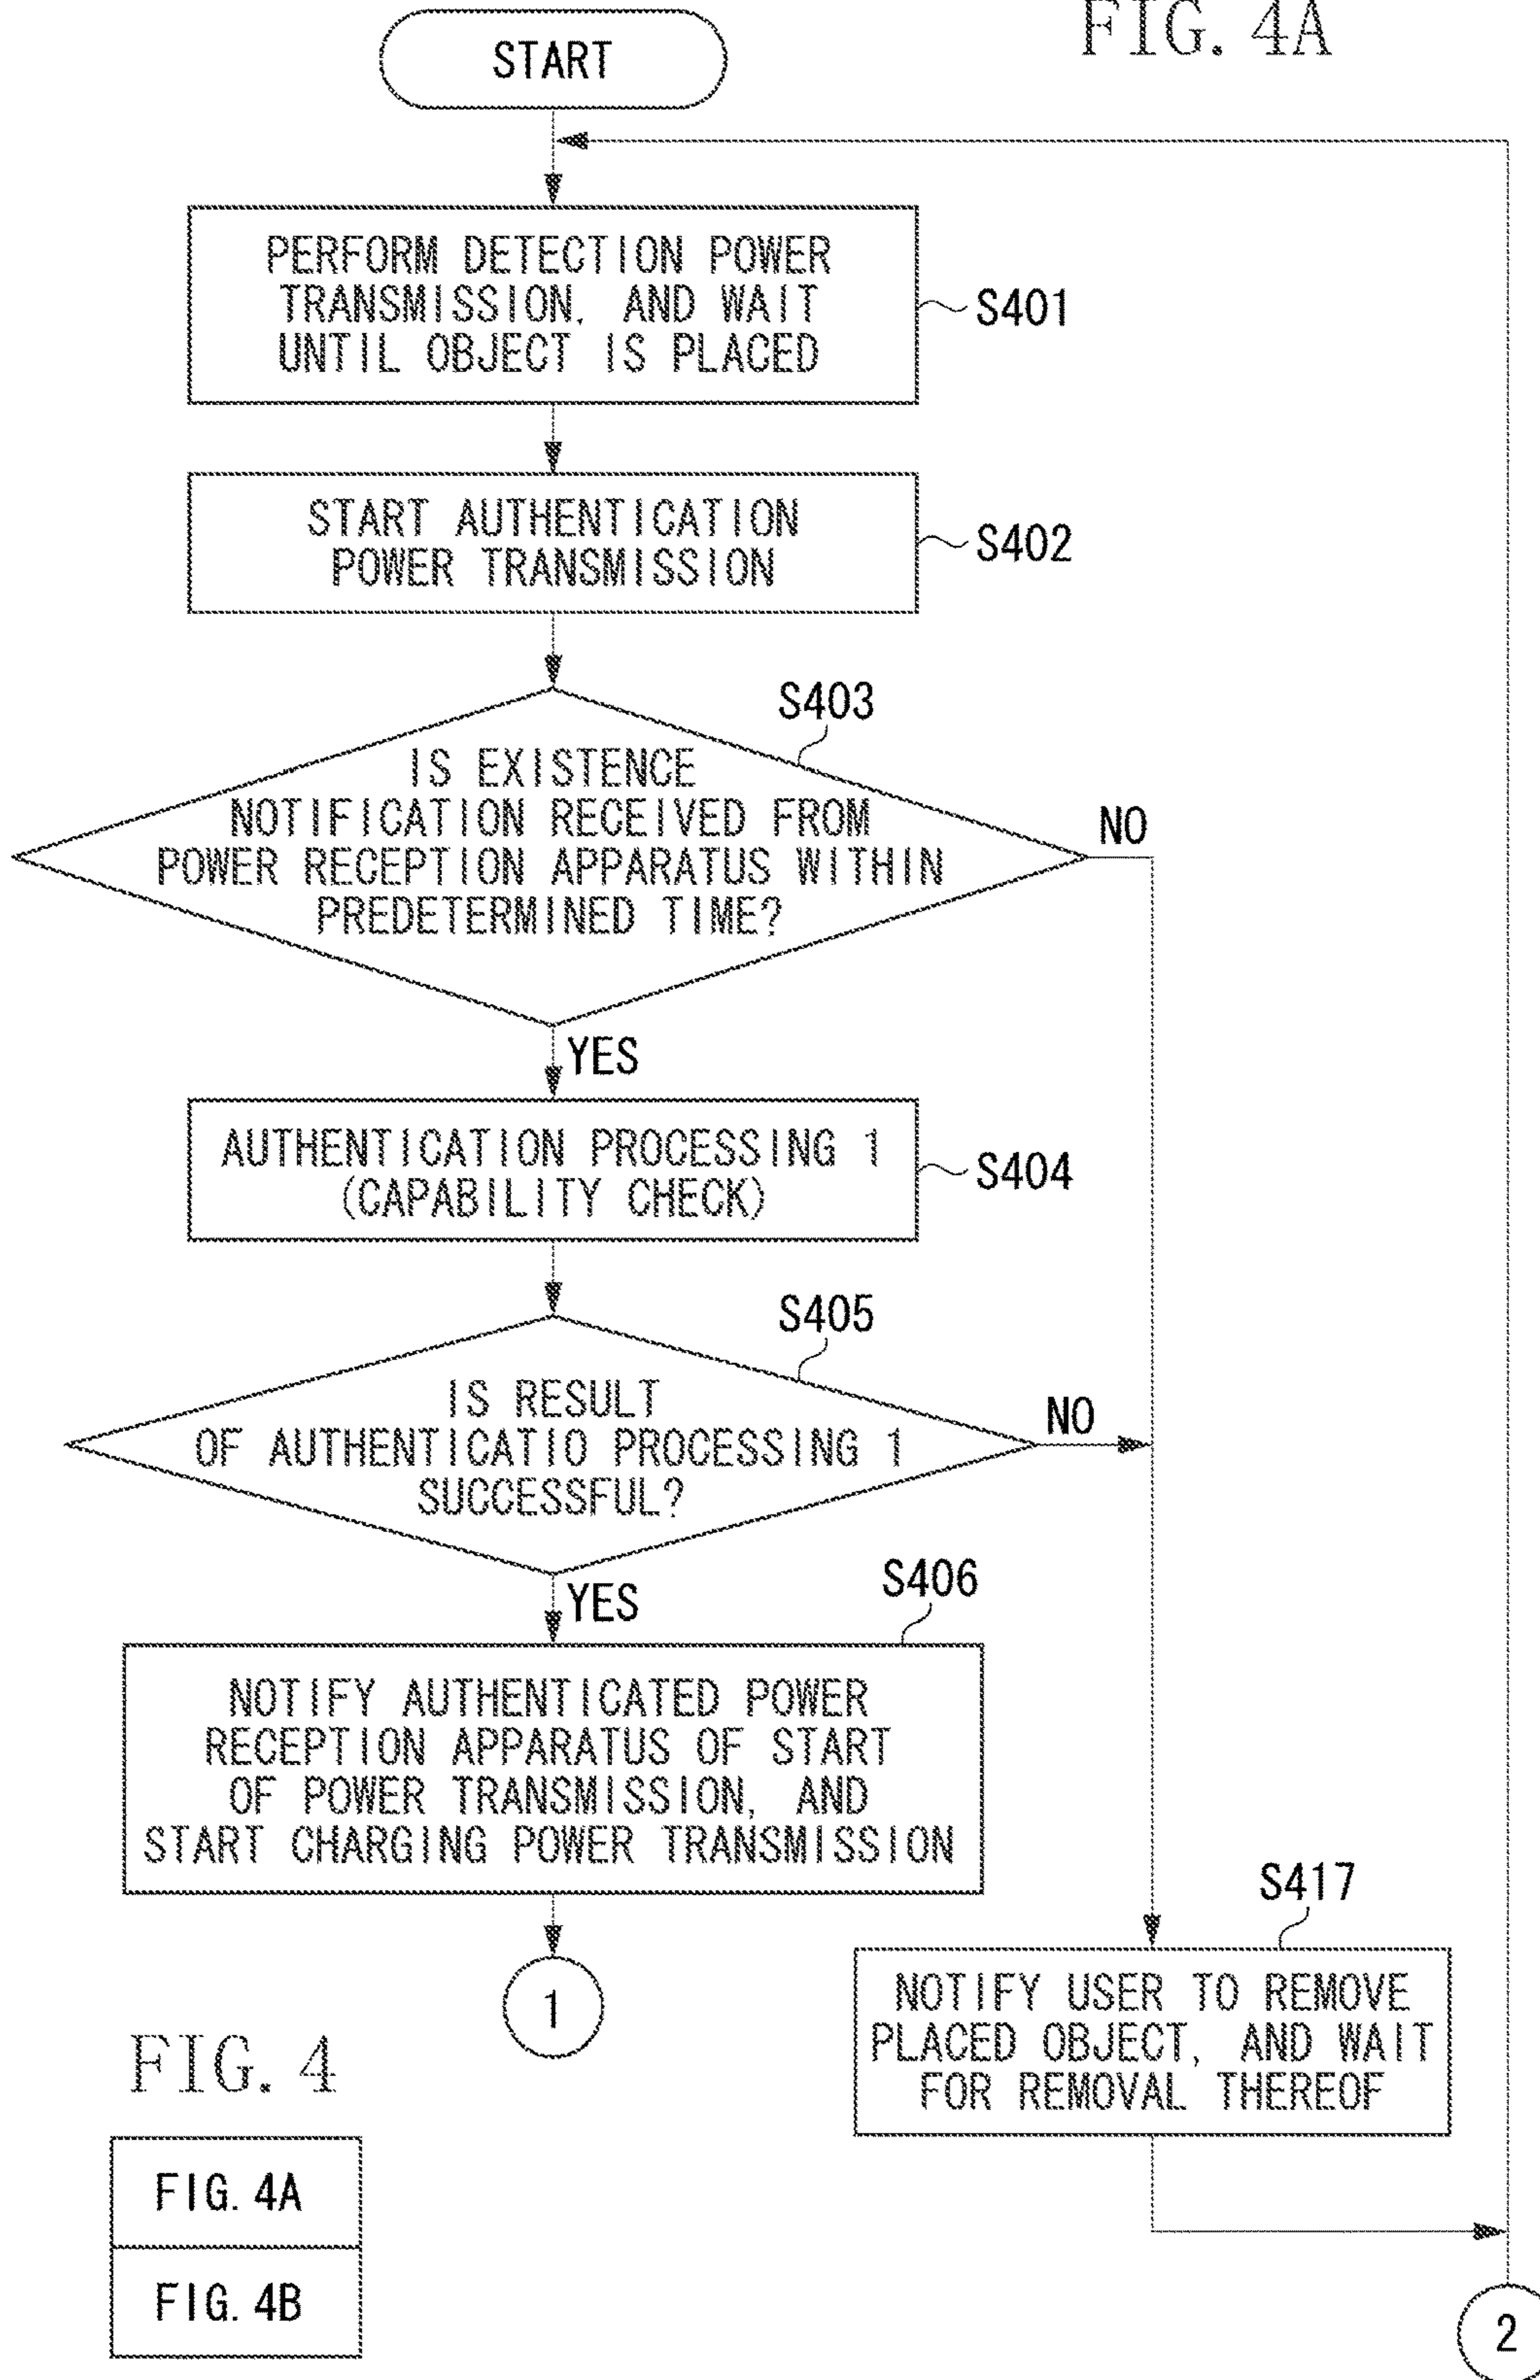 FIG. 4A
START
PERFORM DETECTION POWER
TRANSMISSION, AND WAIT
UNTIL OBJECT IS PLACED
S401
START AUTHENTICATION
POWER TRANSMISSION
S402
S403
IS EXISTENCE
NOTIFICATION RECEIVED FROM
POWER RECEPTION APPARATUS WITHIN
PREDETERMINED TIME?
NO
YES
AUTHENTICATION PROCESSING 1
(CAPABILITY CHECK)
S404
S405
IS RESULT
OF AUTHENTICATIO PROCESSING 1
SUCCESSFUL?
NO
YES
S406
NOTIFY AUTHENTICATED POWER
RECEPTION APPARATUS OF START
OF POWER TRANSMISSION, AND
START CHARGING POWER TRANSMISSION
1
S417
NOTIFY USER TO REMOVE
PLACED OBJECT, AND WAIT
FOR REMOVAL THEREOF
2
FIG. 4
FIG. 4A
FIG. 4B